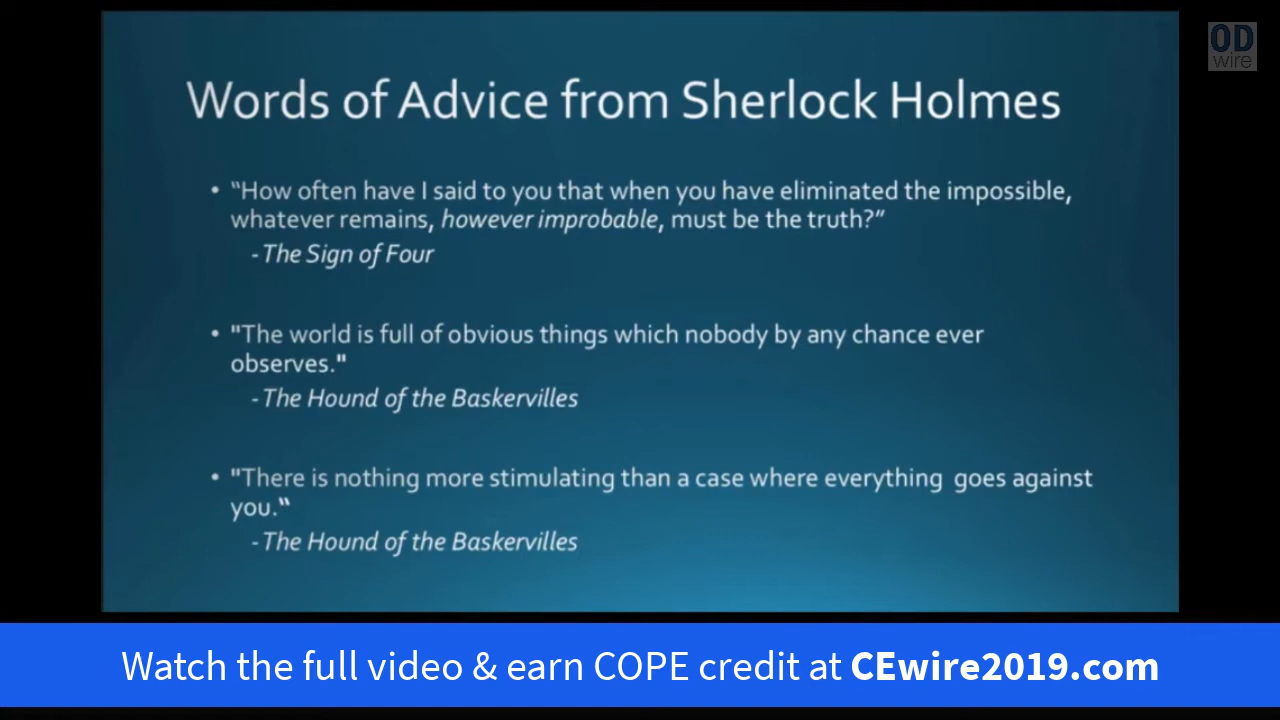 OD
wire
Words of Advice from Sherlock Holmes
• “How often have I said to you that when you have eliminated the impossible,
whatever remains, however improbable, must be the truth?”
- The Sign of Four
• "The world is full of obvious things which nobody by any chance ever
observes."
- The Hound of the Baskervilles
• "There is nothing more stimulating than a case where everything  goes against
you.“
- The Hound of the Baskervilles
Watch the full video & earn COPE credit at CEwire2019.com